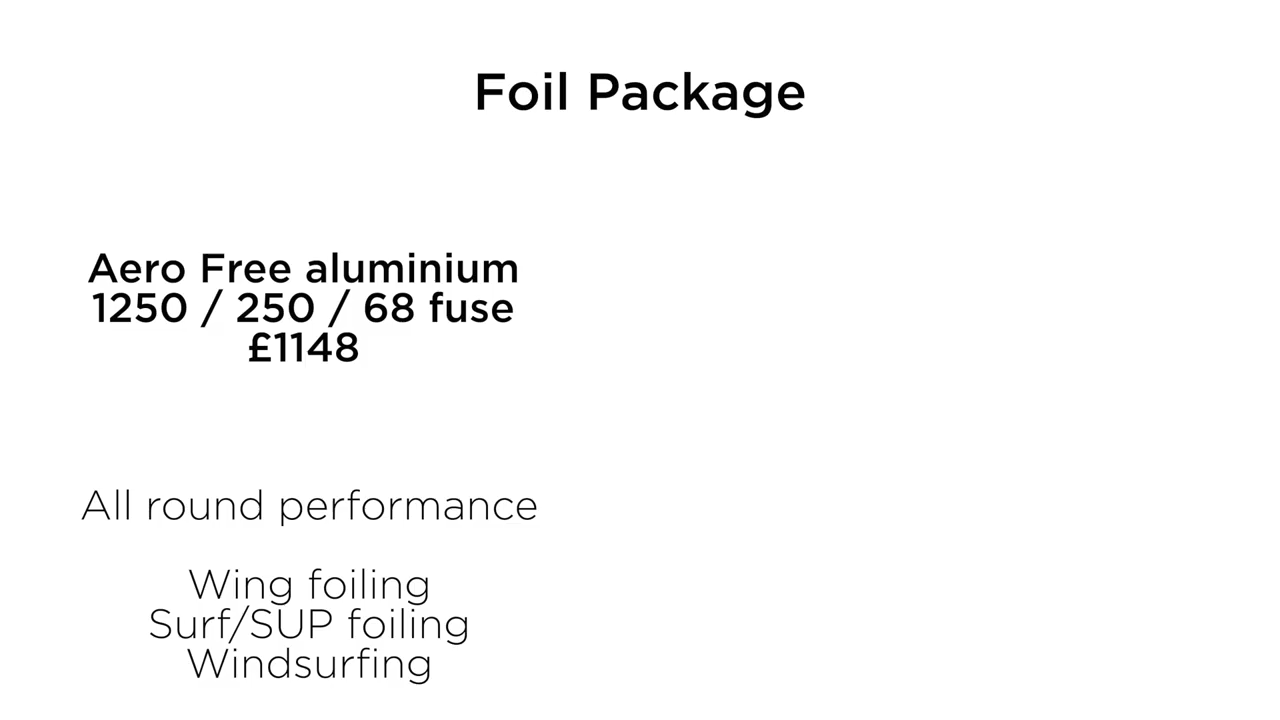 Foil Package
Aero Free aluminium
1250 / 250 / 68 fuse
£1148
All round performance
Wing foiling
Surf/SUP foiling
Windsurfing